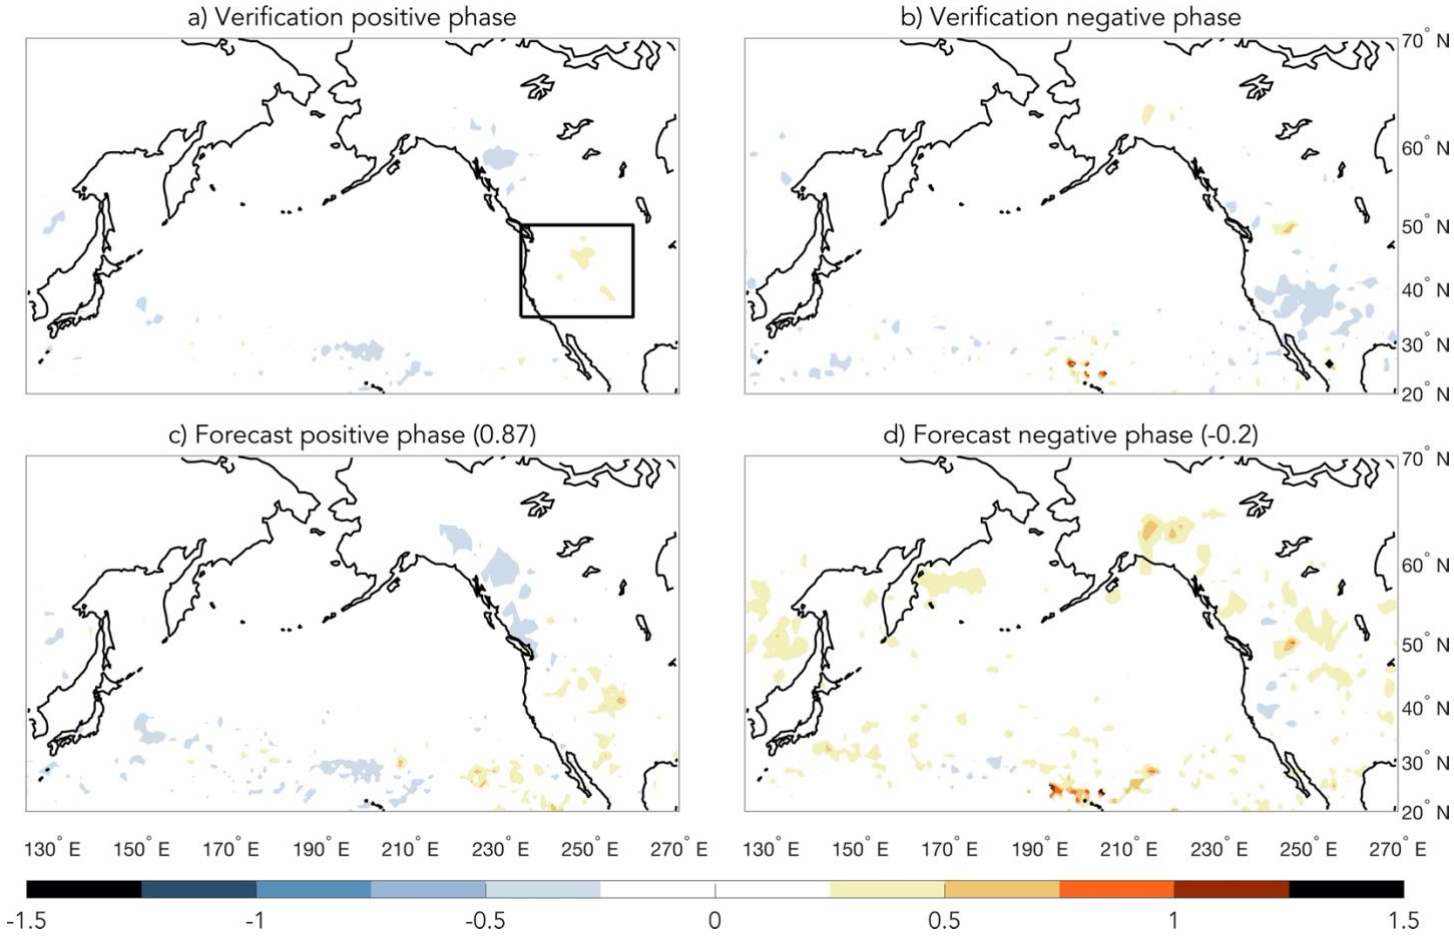 a) Verification positive phase
b) Verification negative phase
70° N
60° N
50° N
40° N
30° N
20° N
c) Forecast positive phase (0.87)
d) Forecast negative phase (-0.2)
70° N
60° N
50° N
40° N
30° N
20° N
130° E 150° E 170° E 190° E 210° E 230° E 250° E 270° E
130° E 150° E 170° E 190° E 210° E 230° E 250° E 270° E
-1.5 -1 -0.5 0 0.5 1 1.5